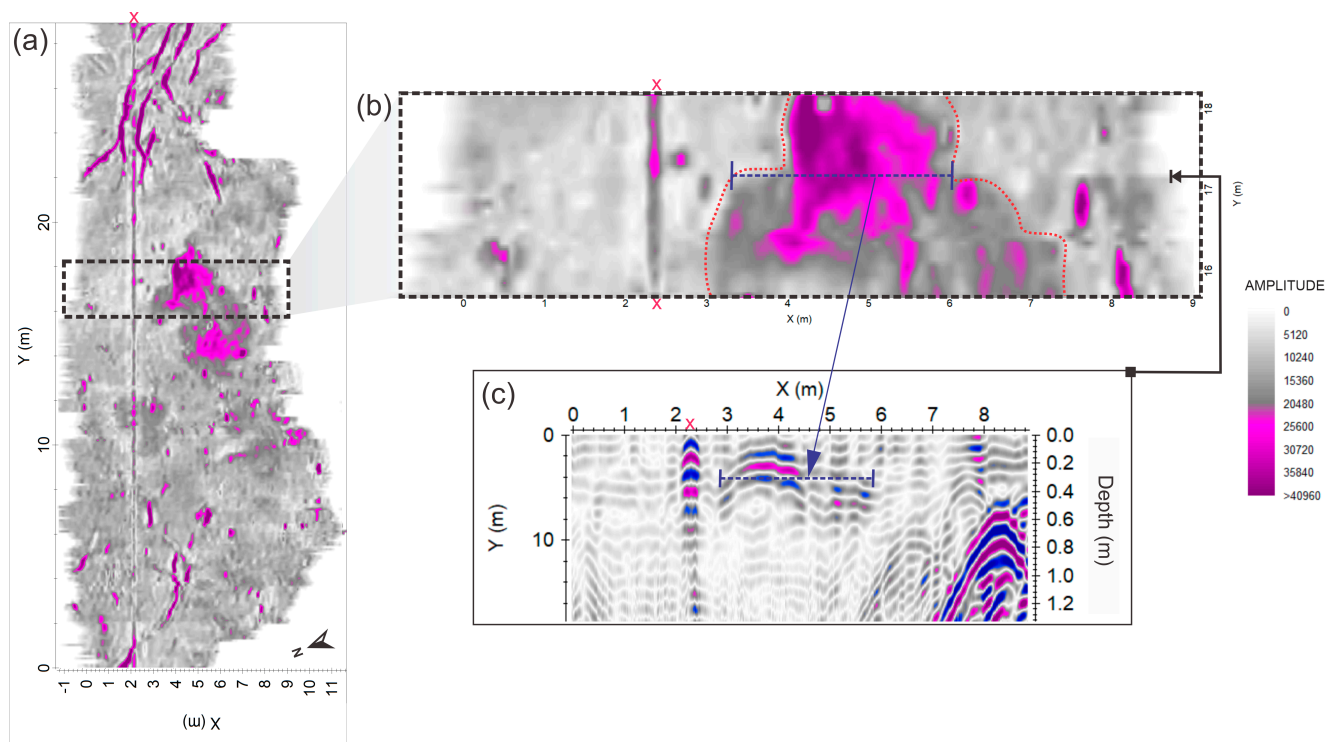 (a)
X
Y (m)
20
10
0
-1 0 1 2 3 4 5 6 7 8 9 10 11
X (m)
N
(b)
X
18
17
16
Y (m)
0 1 2 3 4 5 6 7 8 9
X
X (m)
(c)
X (m)
0 1 2 3 4 5 6 7 8
X
Y (m)
0
10
0.0
0.2
0.4
0.6
0.8
1.0
1.2
Depth (m)
AMPLITUDE
0
5120
10240
15360
20480
25600
30720
35840
>40960